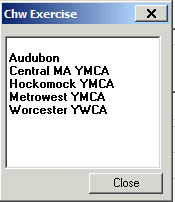 Chw Exercise
Audubon
Central MA YMCA
Hockomock YMCA
Metrowest YMCA
Worcester YWCA
Close